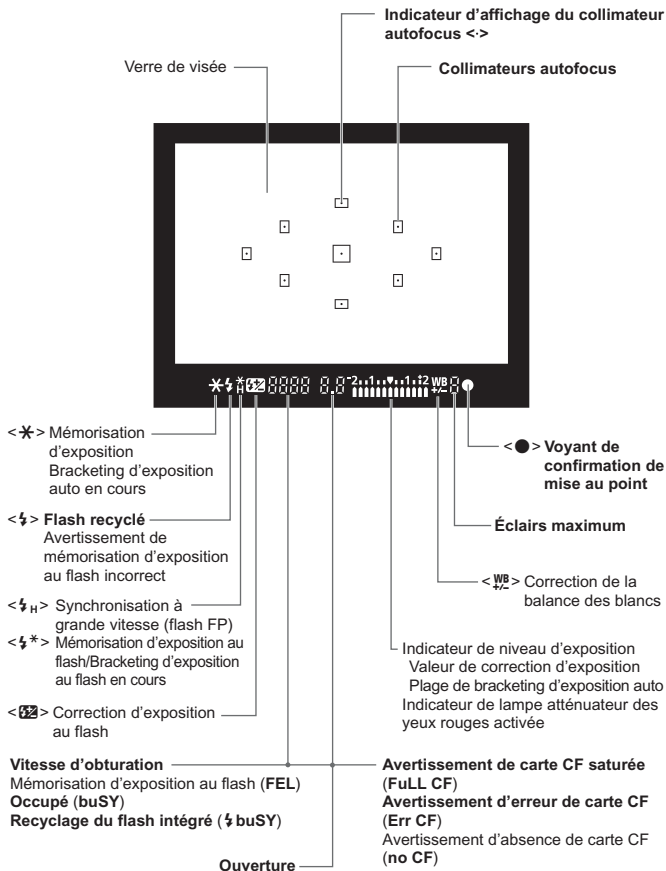 Indicateur d'affichage du collimateur
autofocus <·>
Verre de visée
Collimateurs autofocus
-2..1..▼..1.:+2 WB
+/-
<✱> Mémorisation
d'exposition
Bracketing d'exposition
auto en cours
<⚡> Flash recyclé
Avertissement de
mémorisation d'exposition
au flash incorrect
<⚡H> Synchronisation à
grande vitesse (flash FP)
<⚡*> Mémorisation d'exposition au
flash/Bracketing d'exposition
au flash en cours
<⚡±> Correction d'exposition
au flash
<●> Voyant de
confirmation de
mise au point
Éclairs maximum
<WB+/-> Correction de la
balance des blancs
Indicateur de niveau d'exposition
Valeur de correction d'exposition
Plage de bracketing d'exposition auto
Indicateur de lampe atténuateur des
yeux rouges activée
Vitesse d'obturation
Mémorisation d'exposition au flash (FEL)
Occupé (buSY)
Recyclage du flash intégré (⚡ buSY)
Ouverture
Avertissement de carte CF saturée
(FuLL CF)
Avertissement d'erreur de carte CF
(Err CF)
Avertissement d'absence de carte CF
(no CF)